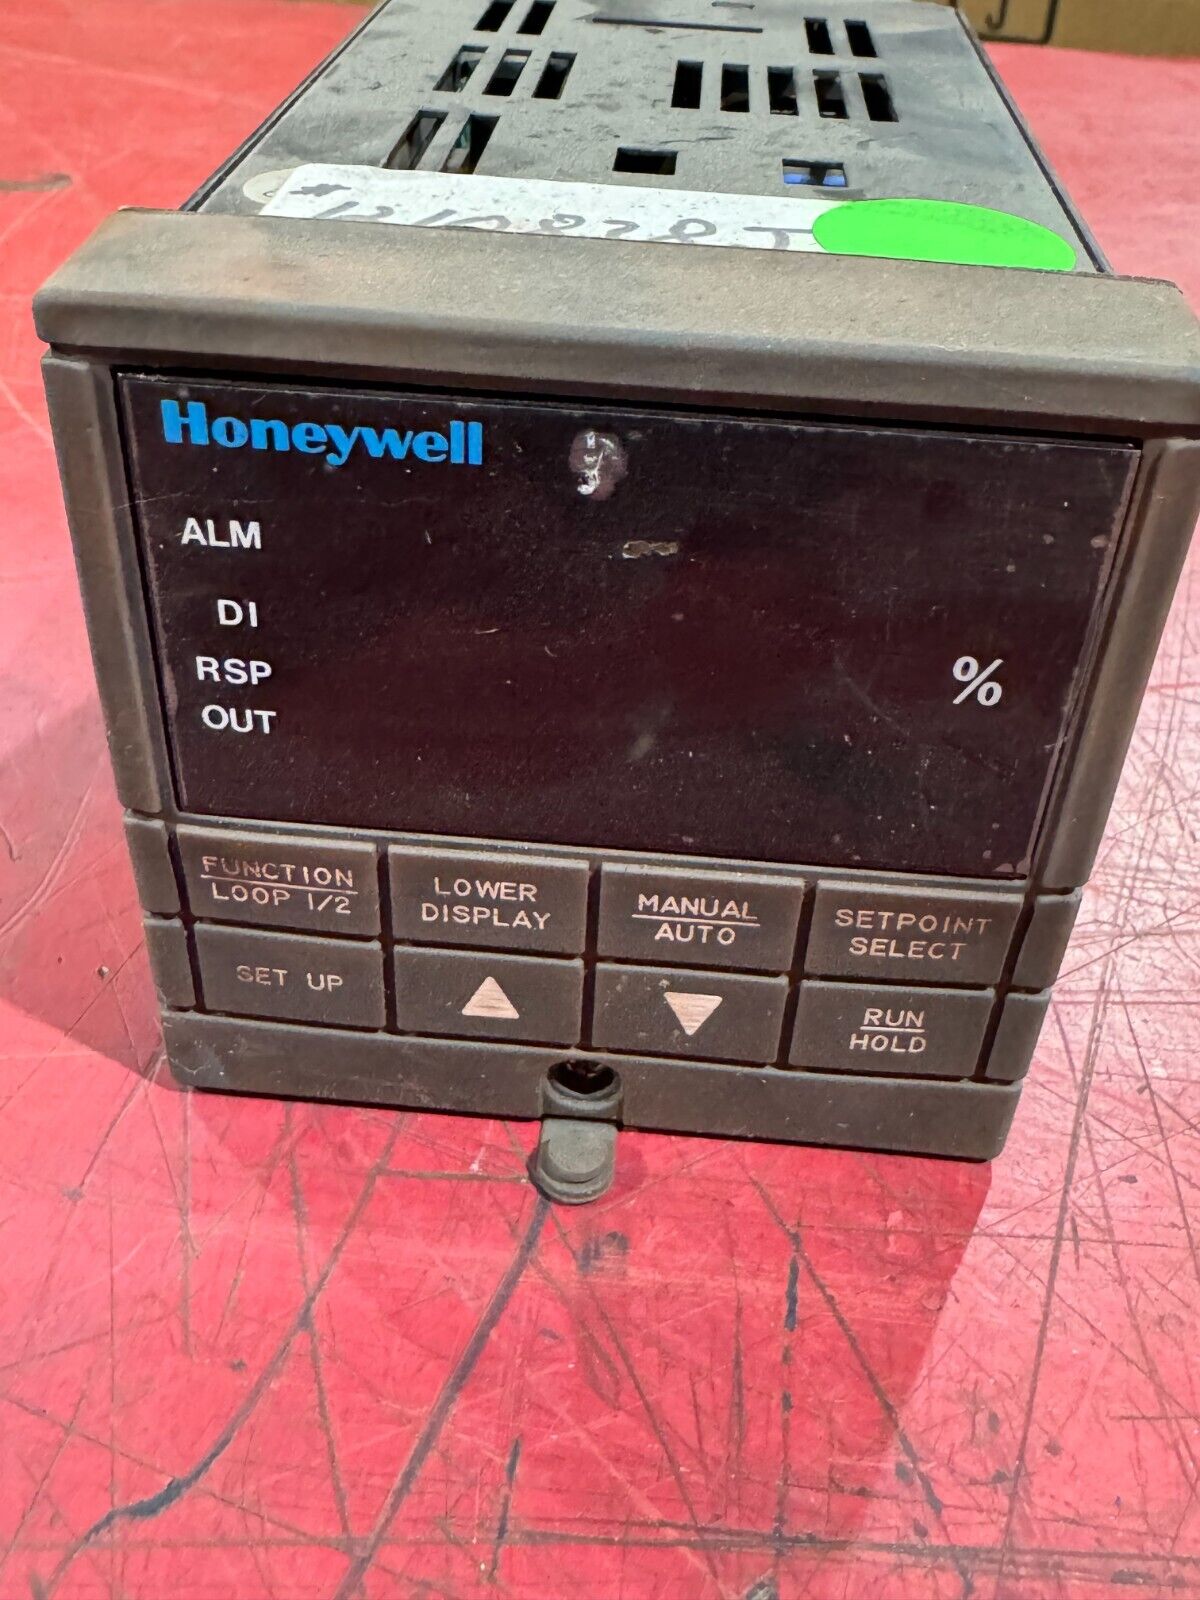 Honeywell
ALM
DI
RSP
%
OUT
FUNCTION
LOOP 1/2
LOWER
DISPLAY
MANUAL
AUTO
SETPOINT
SELECT
SET UP
RUN
HOLD